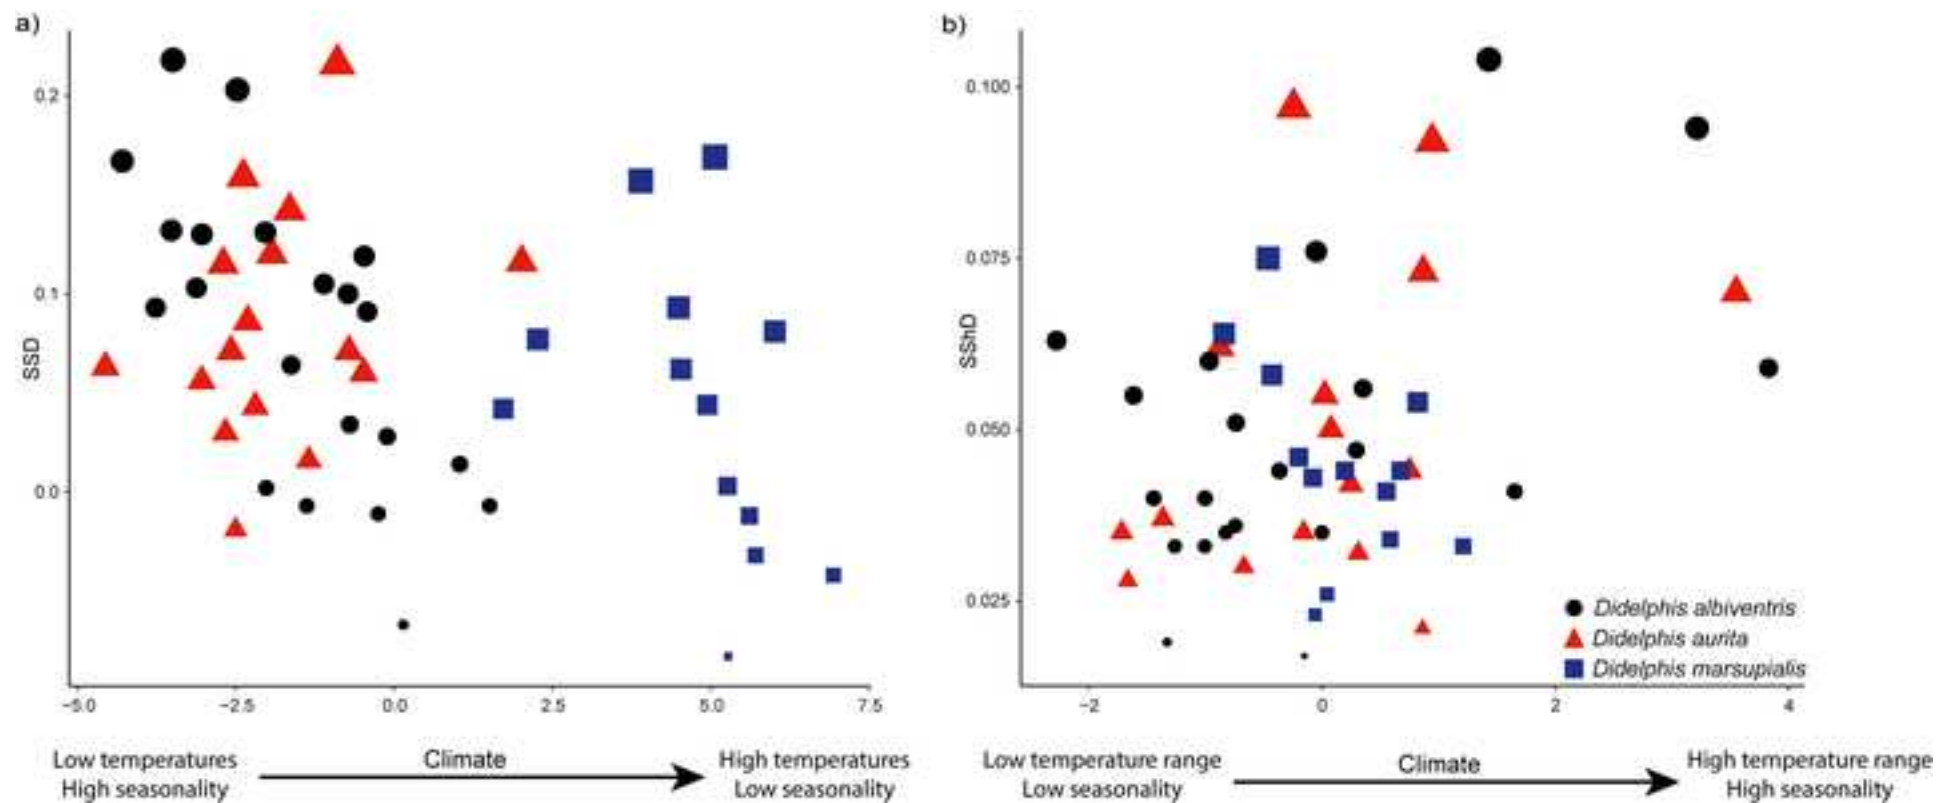 a)
0.2
0.1
0.0
SSD
−5.0 −2.5 0.0 2.5 5.0 7.5
Low temperatures
High seasonality
Climate
High temperatures
Low seasonality
b)
0.100
0.075
0.050
0.025
SShD
−2 0 2 4
Didelphis albiventris
Didelphis aurita
Didelphis marsupialis
Low temperature range
Low seasonality
Climate
High temperature range
High seasonality